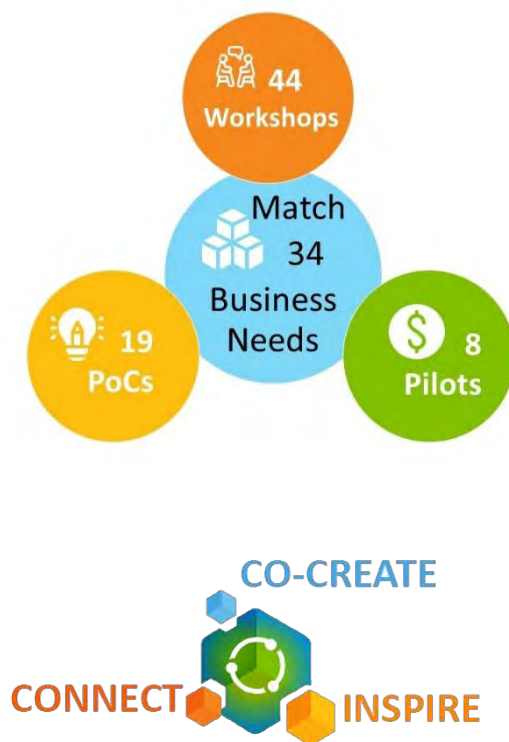 44
Workshops
Match
34
Business
Needs
19
PoCs
$ 8
Pilots
CO-CREATE
CONNECT
INSPIRE